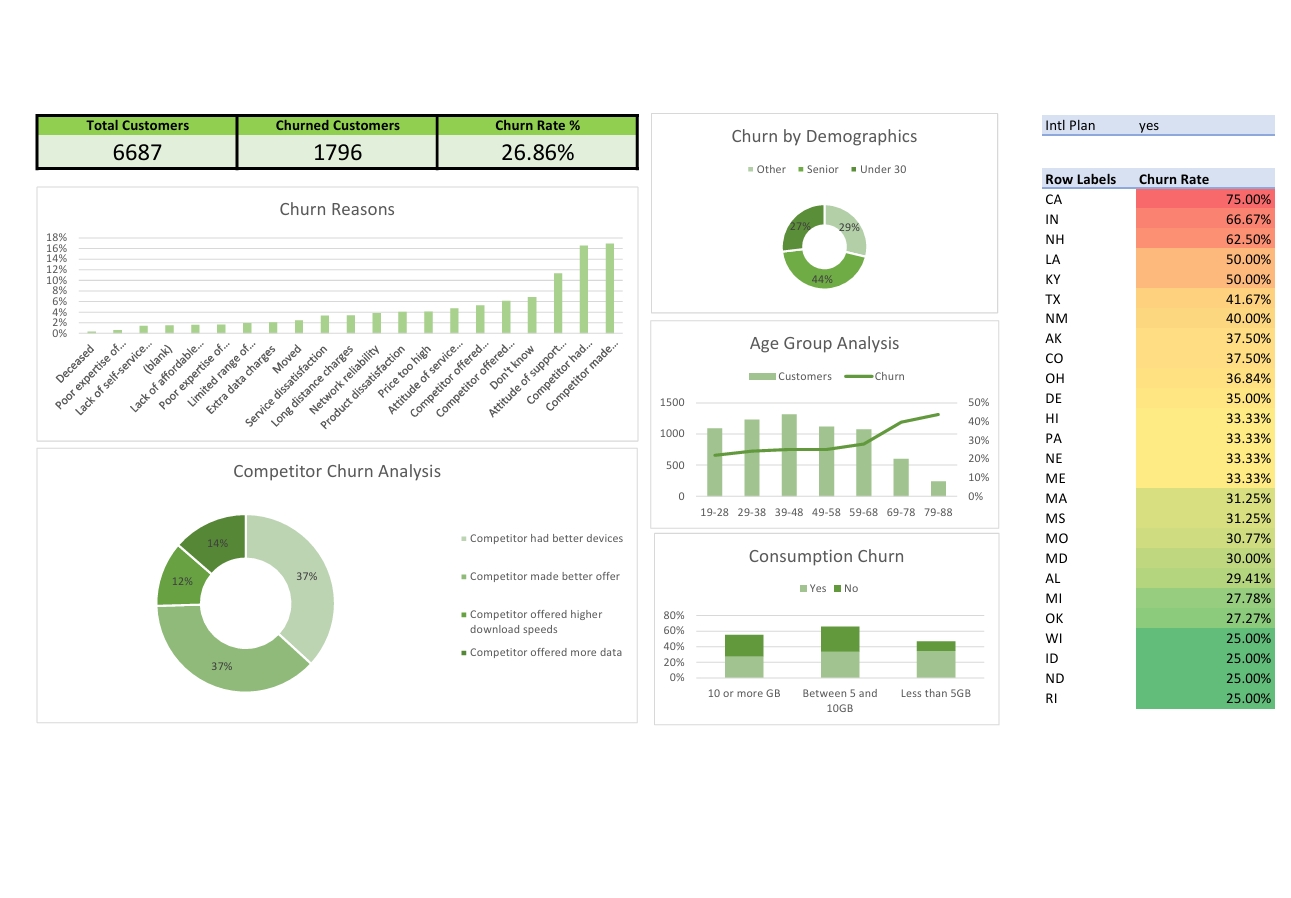 Total Customers
Churned Customers
Churn Rate %
6687
1796
26.86%
Churn Reasons
18%
16%
14%
12%
10%
8%
6%
4%
2%
0%
Deceased
Poor expertise of...
Lack of self-service...
(blank)
Lack of affordable...
Poor expertise of...
Limited range of...
Extra data charges
Moved
Service dissatisfaction
Long distance charges
Network reliability
Product dissatisfaction
Price too high
Attitude of service...
Competitor offered...
Competitor offered...
Don't know
Attitude of support...
Competitor had...
Competitor made...
Competitor Churn Analysis
14%
12%
37%
37%
Competitor had better devices
Competitor made better offer
Competitor offered higher
download speeds
Competitor offered more data
Churn by Demographics
Other Senior Under 30
27%
29%
44%
Age Group Analysis
Customers Churn
1500
1000
500
0
50%
40%
30%
20%
10%
0%
19-28 29-38 39-48 49-58 59-68 69-78 79-88
Consumption Churn
Yes No
80%
60%
40%
20%
0%
10 or more GB
Between 5 and
10GB
Less than 5GB
Intl Plan yes
Row Labels Churn Rate
CA 75.00%
IN 66.67%
NH 62.50%
LA 50.00%
KY 50.00%
TX 41.67%
NM 40.00%
AK 37.50%
CO 37.50%
OH 36.84%
DE 35.00%
HI 33.33%
PA 33.33%
NE 33.33%
ME 33.33%
MA 31.25%
MS 31.25%
MO 30.77%
MD 30.00%
AL 29.41%
MI 27.78%
OK 27.27%
WI 25.00%
ID 25.00%
ND 25.00%
RI 25.00%